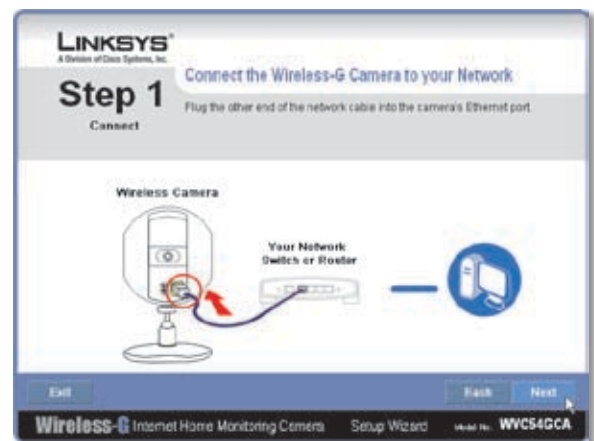 LINKSYS®
A Division of Cisco Systems, Inc.
Step 1
Connect
Connect the Wireless-G Camera to your Network
Plug the other end of the network cable into the camera's Ethernet port
Wireless Camera
Your Network
Switch or Router
Exit
Back
Next
Wireless-G Internet Home Monitoring Camera
Setup Wizard
Model No. WVC54GCA